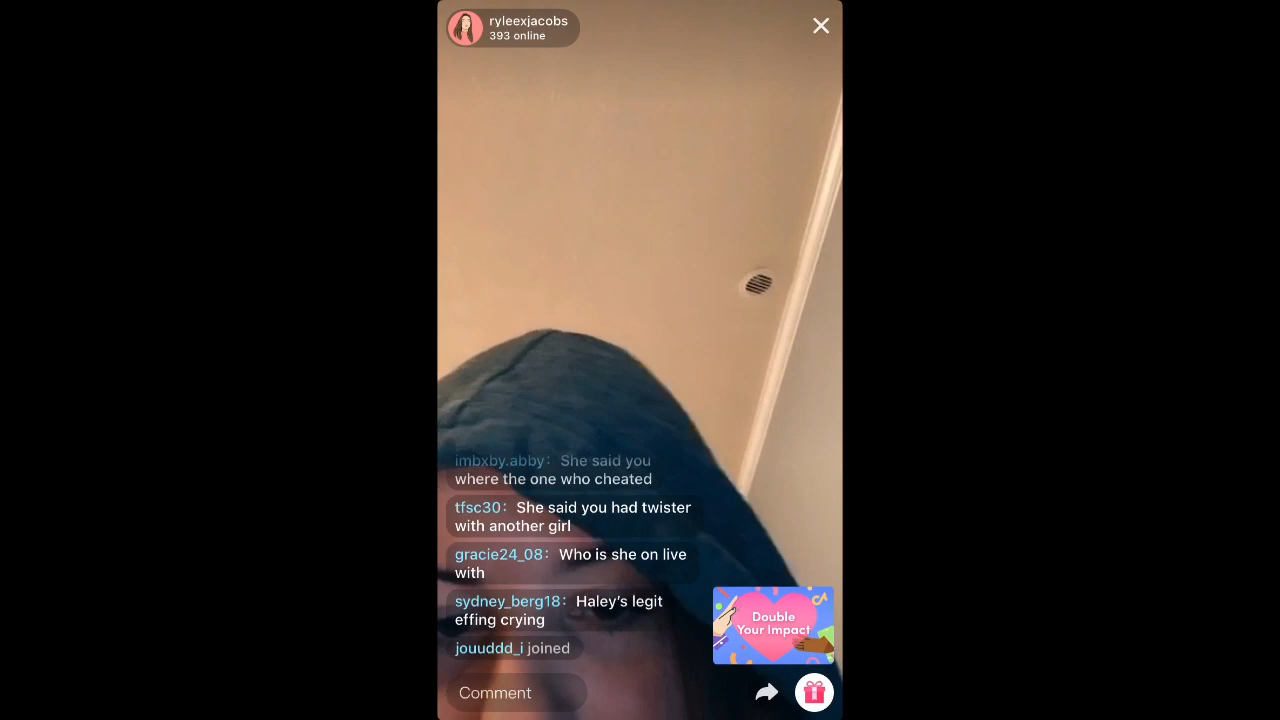 ryleexjacobs
393 online
imbxby.abby: She said you
where the one who cheated
tfsc30: She said you had twister
with another girl
gracie24_08: Who is she on live
with
sydney_berg18: Haley’s legit
effing crying
jouuddd_i joined
Double
Your Impact
Comment